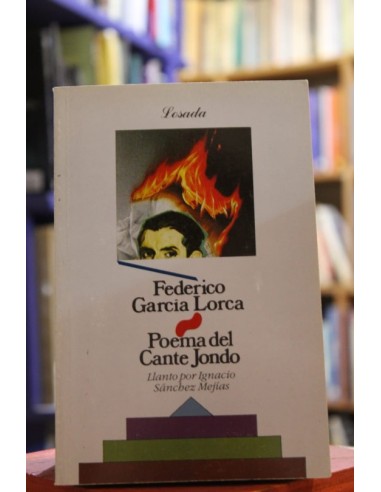 Losada
Federico
García Lorca
Poema del
Cante Jondo
Llanto por Ignacio
Sánchez Mejías